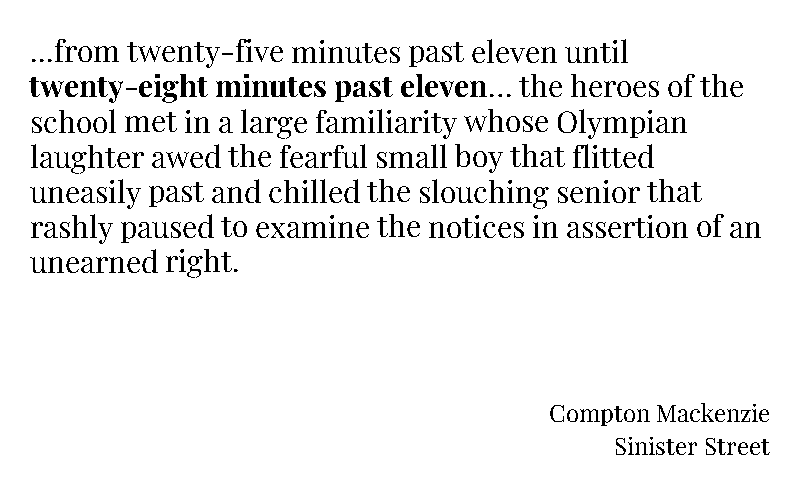 ...from twenty-five minutes past eleven until
twenty-eight minutes past eleven... the heroes of the
school met in a large familiarity whose Olympian
laughter awed the fearful small boy that flitted
uneasily past and chilled the slouching senior that
rashly paused to examine the notices in assertion of an
unearned right.
Compton Mackenzie
Sinister Street